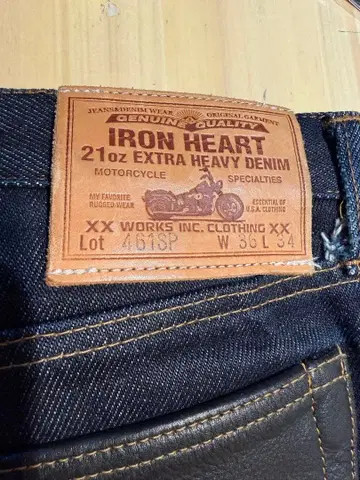 JEANS&DENIM WEAR ORIGINAL GARMENT
GENUINE QUALITY
IRON HEART
21oz EXTRA HEAVY DENIM
MOTORCYCLE SPECIALTIES
MY FAVORITE ESSENTIAL OF
RUGGED WEAR U.S.A. CLOTHING
XX WORKS INC. CLOTHING XX
Lot 461SP W 36 L 34